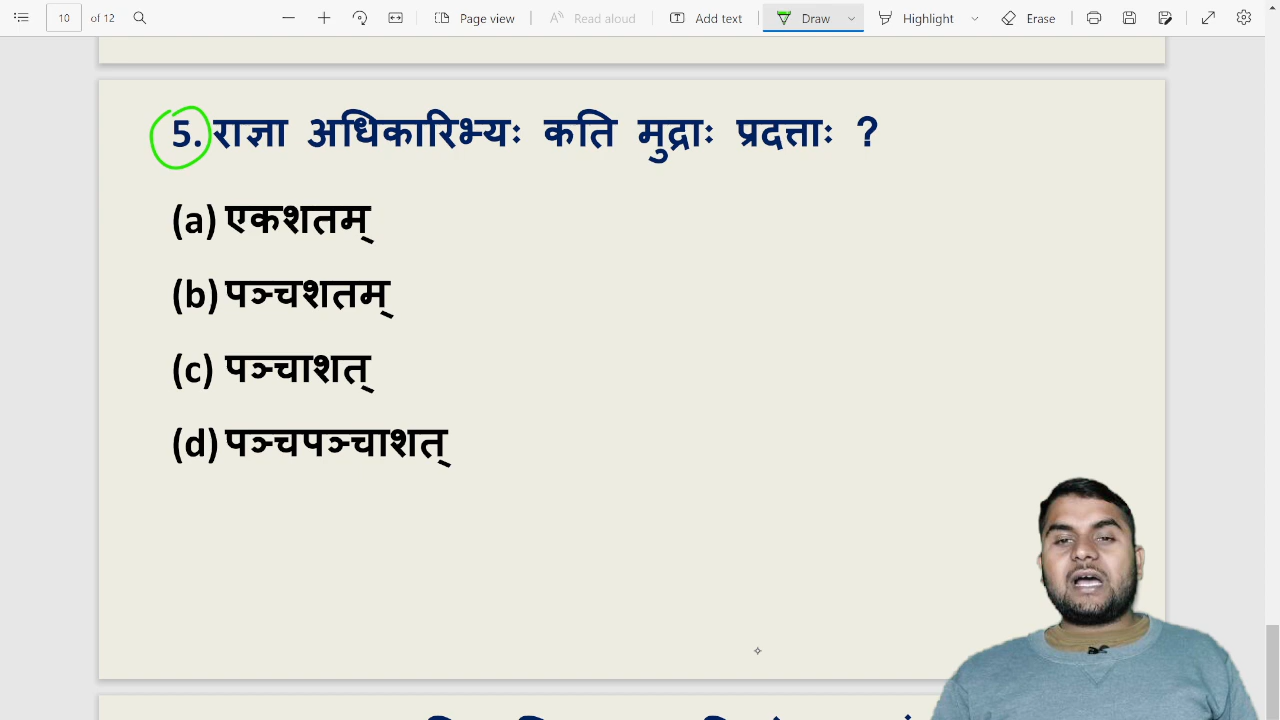 10 of 12 Page view Read aloud Add text Draw Highlight Erase
5. राज्ञा अधिकारिभ्यः कति मुद्राः प्रदत्ताः ?
(a) एकशतम्
(b) पञ्चशतम्
(c) पञ्चाशत्
(d) पञ्चपञ्चाशत्